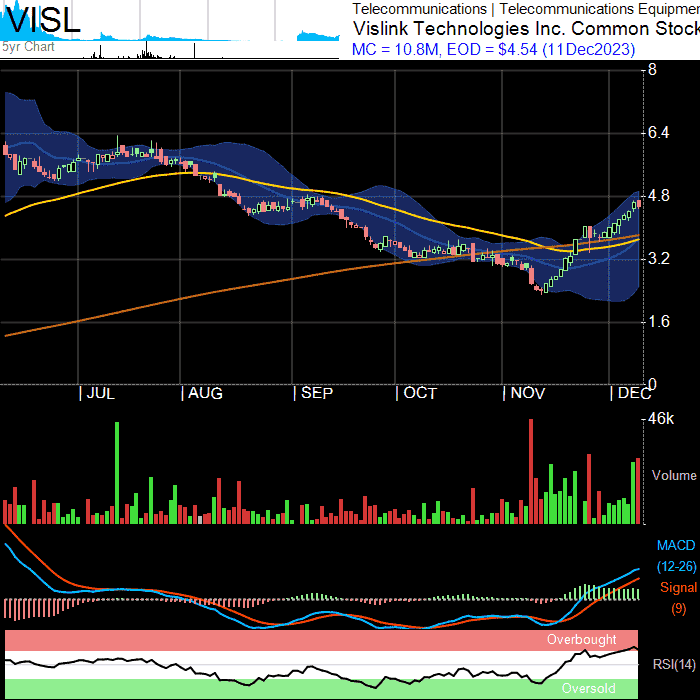 VISL
5yr Chart
Telecommunications | Telecommunications Equipmen
Vislink Technologies Inc. Common Stock
MC = 10.8M, EOD = $4.54 (11Dec2023)
8
6.4
4.8
3.2
1.6
0
JUL AUG SEP OCT NOV DEC
46k
Volume
MACD
(12-26)
Signal
(9)
Overbought
RSI(14)
Oversold